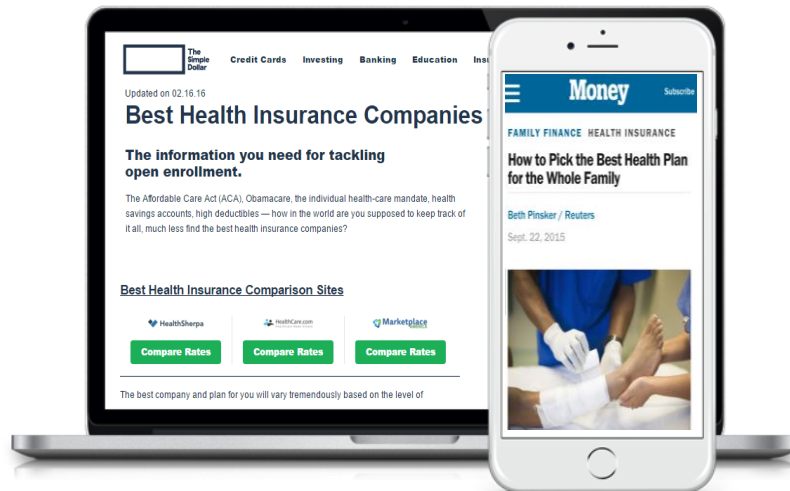 The
Simple
Dollar
Credit Cards Investing Banking Education Insu
Updated on 02.16.16
Best Health Insurance Companies
The information you need for tackling
open enrollment.
The Affordable Care Act (ACA), Obamacare, the individual health-care mandate, health
savings accounts, high deductibles — how in the world are you supposed to keep track of
it all, much less find the best health insurance companies?
Best Health Insurance Comparison Sites
HealthSherpa HealthCare.com Marketplace
Compare Rates Compare Rates Compare Rates
The best company and plan for you will vary tremendously based on the level of
Money Subscribe
FAMILY FINANCE HEALTH INSURANCE
How to Pick the Best Health Plan
for the Whole Family
Beth Pinsker / Reuters
Sept. 22, 2015